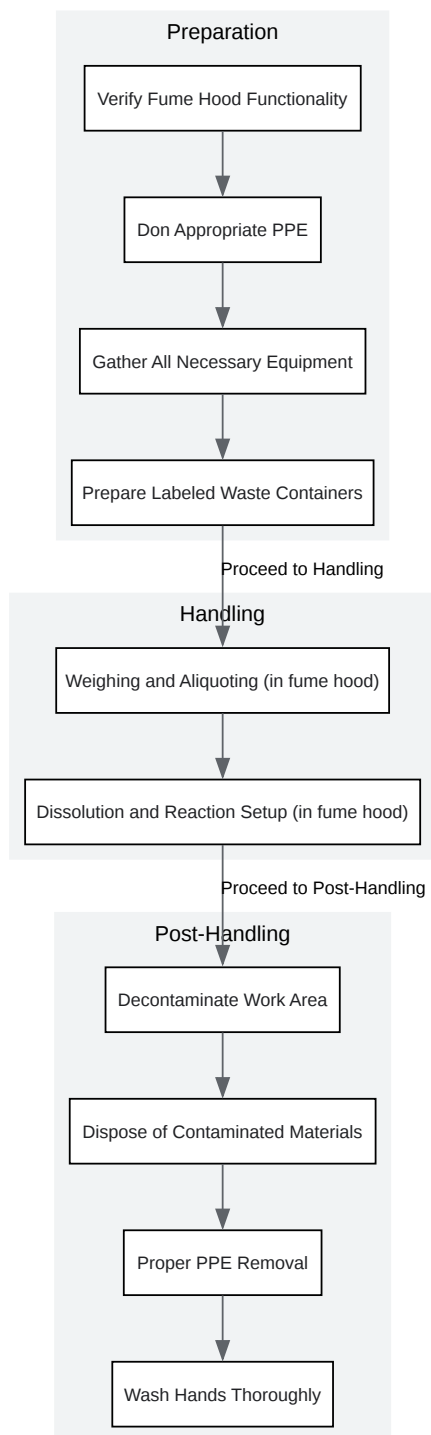 Preparation
Verify Fume Hood Functionality
Don Appropriate PPE
Gather All Necessary Equipment
Prepare Labeled Waste Containers
Proceed to Handling
Handling
Weighing and Aliquoting (in fume hood)
Dissolution and Reaction Setup (in fume hood)
Proceed to Post-Handling
Post-Handling
Decontaminate Work Area
Dispose of Contaminated Materials
Proper PPE Removal
Wash Hands Thoroughly